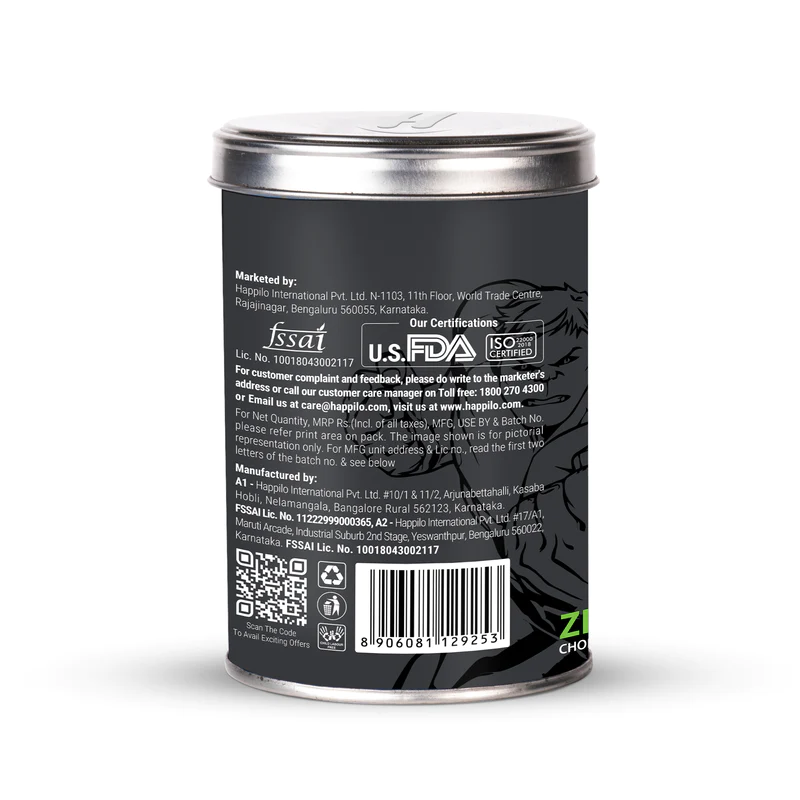 Marketed by:
Happilo International Pvt. Ltd. N-1103, 11th Floor, World Trade Centre,
Rajajinagar, Bengaluru 560055, Karnataka.
Our Certifications
fssai
U.S.FDA
ISO 22000 2018 CERTIFIED
Lic. No. 10018043002117
For customer complaint and feedback, please do write to the marketer's
address or call our customer care manager on Toll free: 1800 270 4300
or Email us at care@happilo.com, visit us at www.happilo.com.
For Net Quantity, MRP Rs.(Incl. of all taxes), MFG, USE BY & Batch No.
please refer print area on pack. The image shown is for pictorial
representation only. For MFG unit address & Lic no., read the first two
letters of the batch no. & see below
Manufactured by:
A1 - Happilo International Pvt. Ltd. #10/1 & 11/2, Arjunabettahalli, Kasaba
Hobli, Nelamangala, Bangalore Rural 562123, Karnataka.
FSSAI Lic. No. 11222999000365, A2 - Happilo International Pvt. Ltd. #17/A1,
Maruti Arcade, Industrial Suburb 2nd Stage, Yeswanthpur, Bengaluru 560022,
Karnataka. FSSAI Lic. No. 10018043002117
Scan The Code
To Avail Exciting Offers
CHILD LABOUR
FREE
8 906081 129253
ZI
CHO